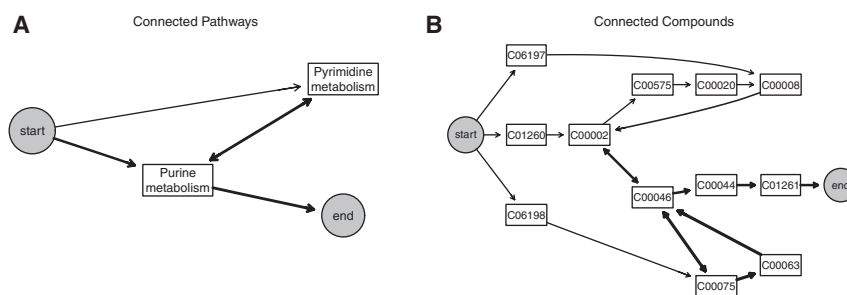 A
Connected Pathways
start
Pyrimidine
metabolism
Purine
metabolism
end
B
Connected Compounds
C06197
C00575
C00020
C00008
start
C01260
C00002
C00046
C00044
C01261
end
C06198
C00063
C00075